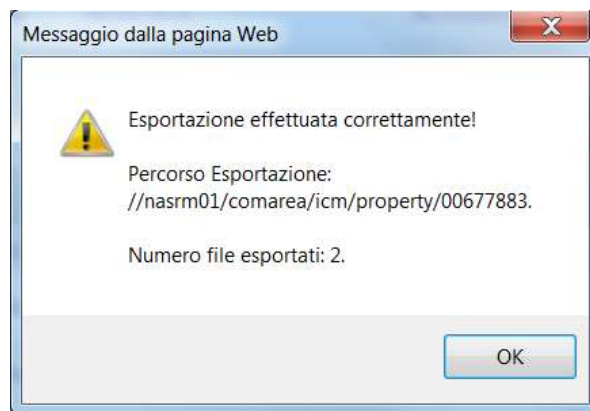 Messaggio dalla pagina Web
Esportazione effettuata correttamente!
Percorso Esportazione:
//nasrm01/comarea/icm/property/00677883.
Numero file esportati: 2.
OK